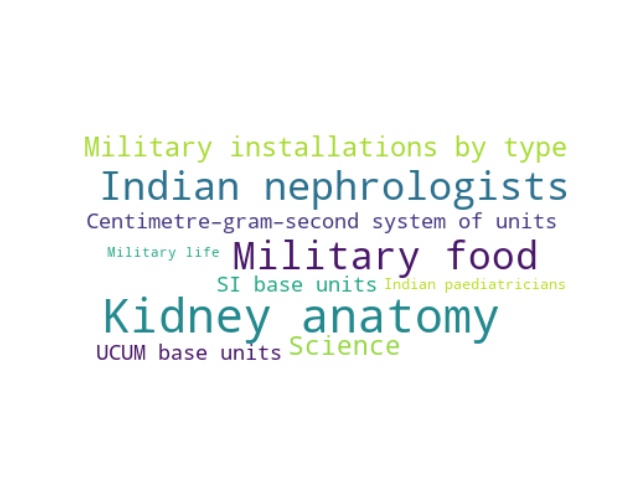 Military installations by type
Indian nephrologists
Centimetre–gram–second system of units
Military life Military food
SI base units Indian paediatricians
Kidney anatomy
UCUM base units Science